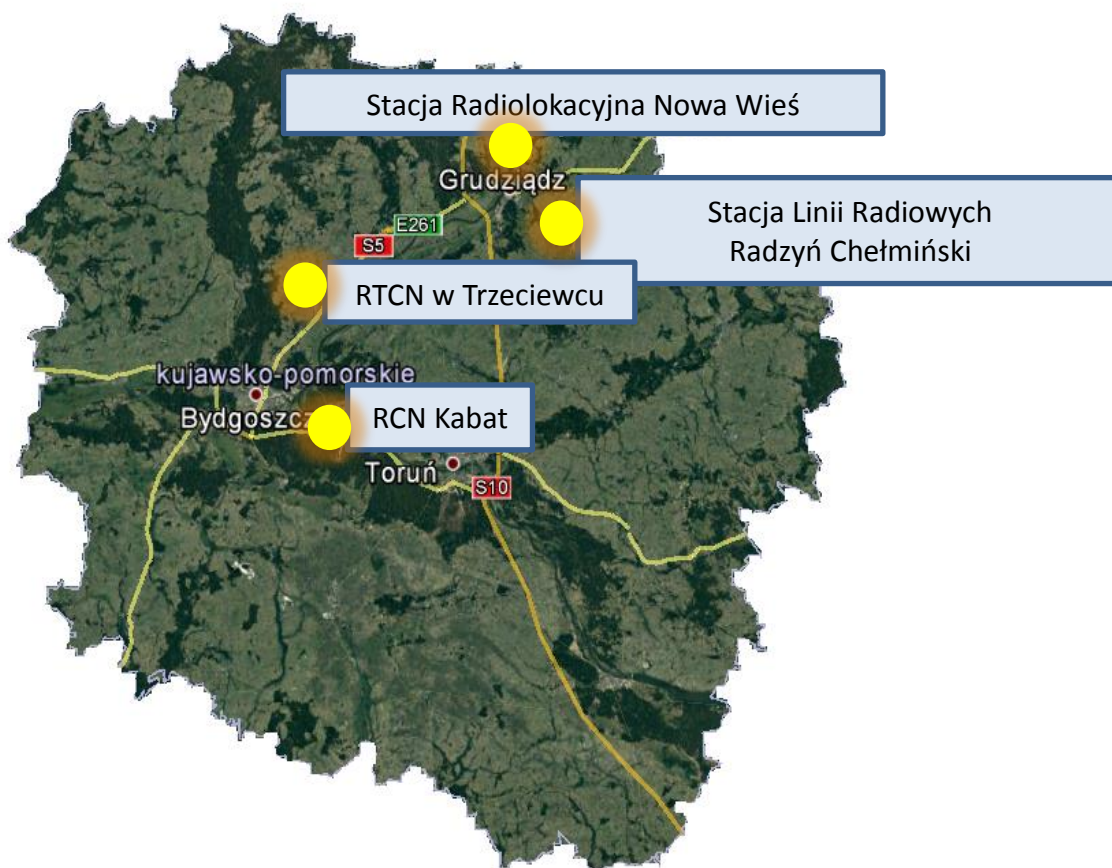 Stacja Radiolokacyjna Nowa Wieś
Grudziądz
Stacja Linii Radiowych
Radzyń Chełmiński
E261
S5
RTCN w Trzeciewcu
kujawsko-pomorskie
RCN Kabat
Bydgoszcz
Toruń
S10